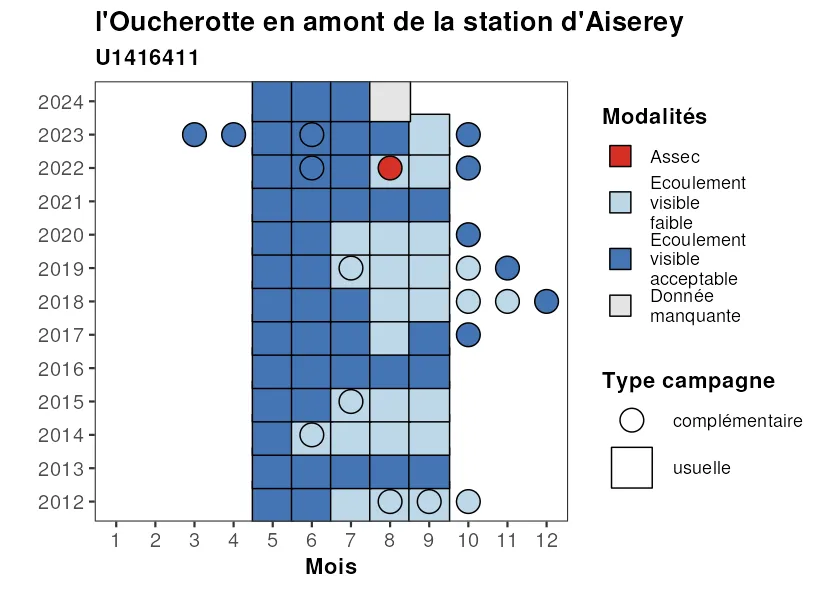 l'Oucherotte en amont de la station d'Aiserey
U1416411
2024
2023
2022
2021
2020
2019
2018
2017
2016
2015
2014
2013
2012
1 2 3 4 5 6 7 8 9 10 11 12
Mois
Modalités
Assec
Ecoulement
visible
faible
Ecoulement
visible
acceptable
Donnée
manquante
Type campagne
complémentaire
usuelle